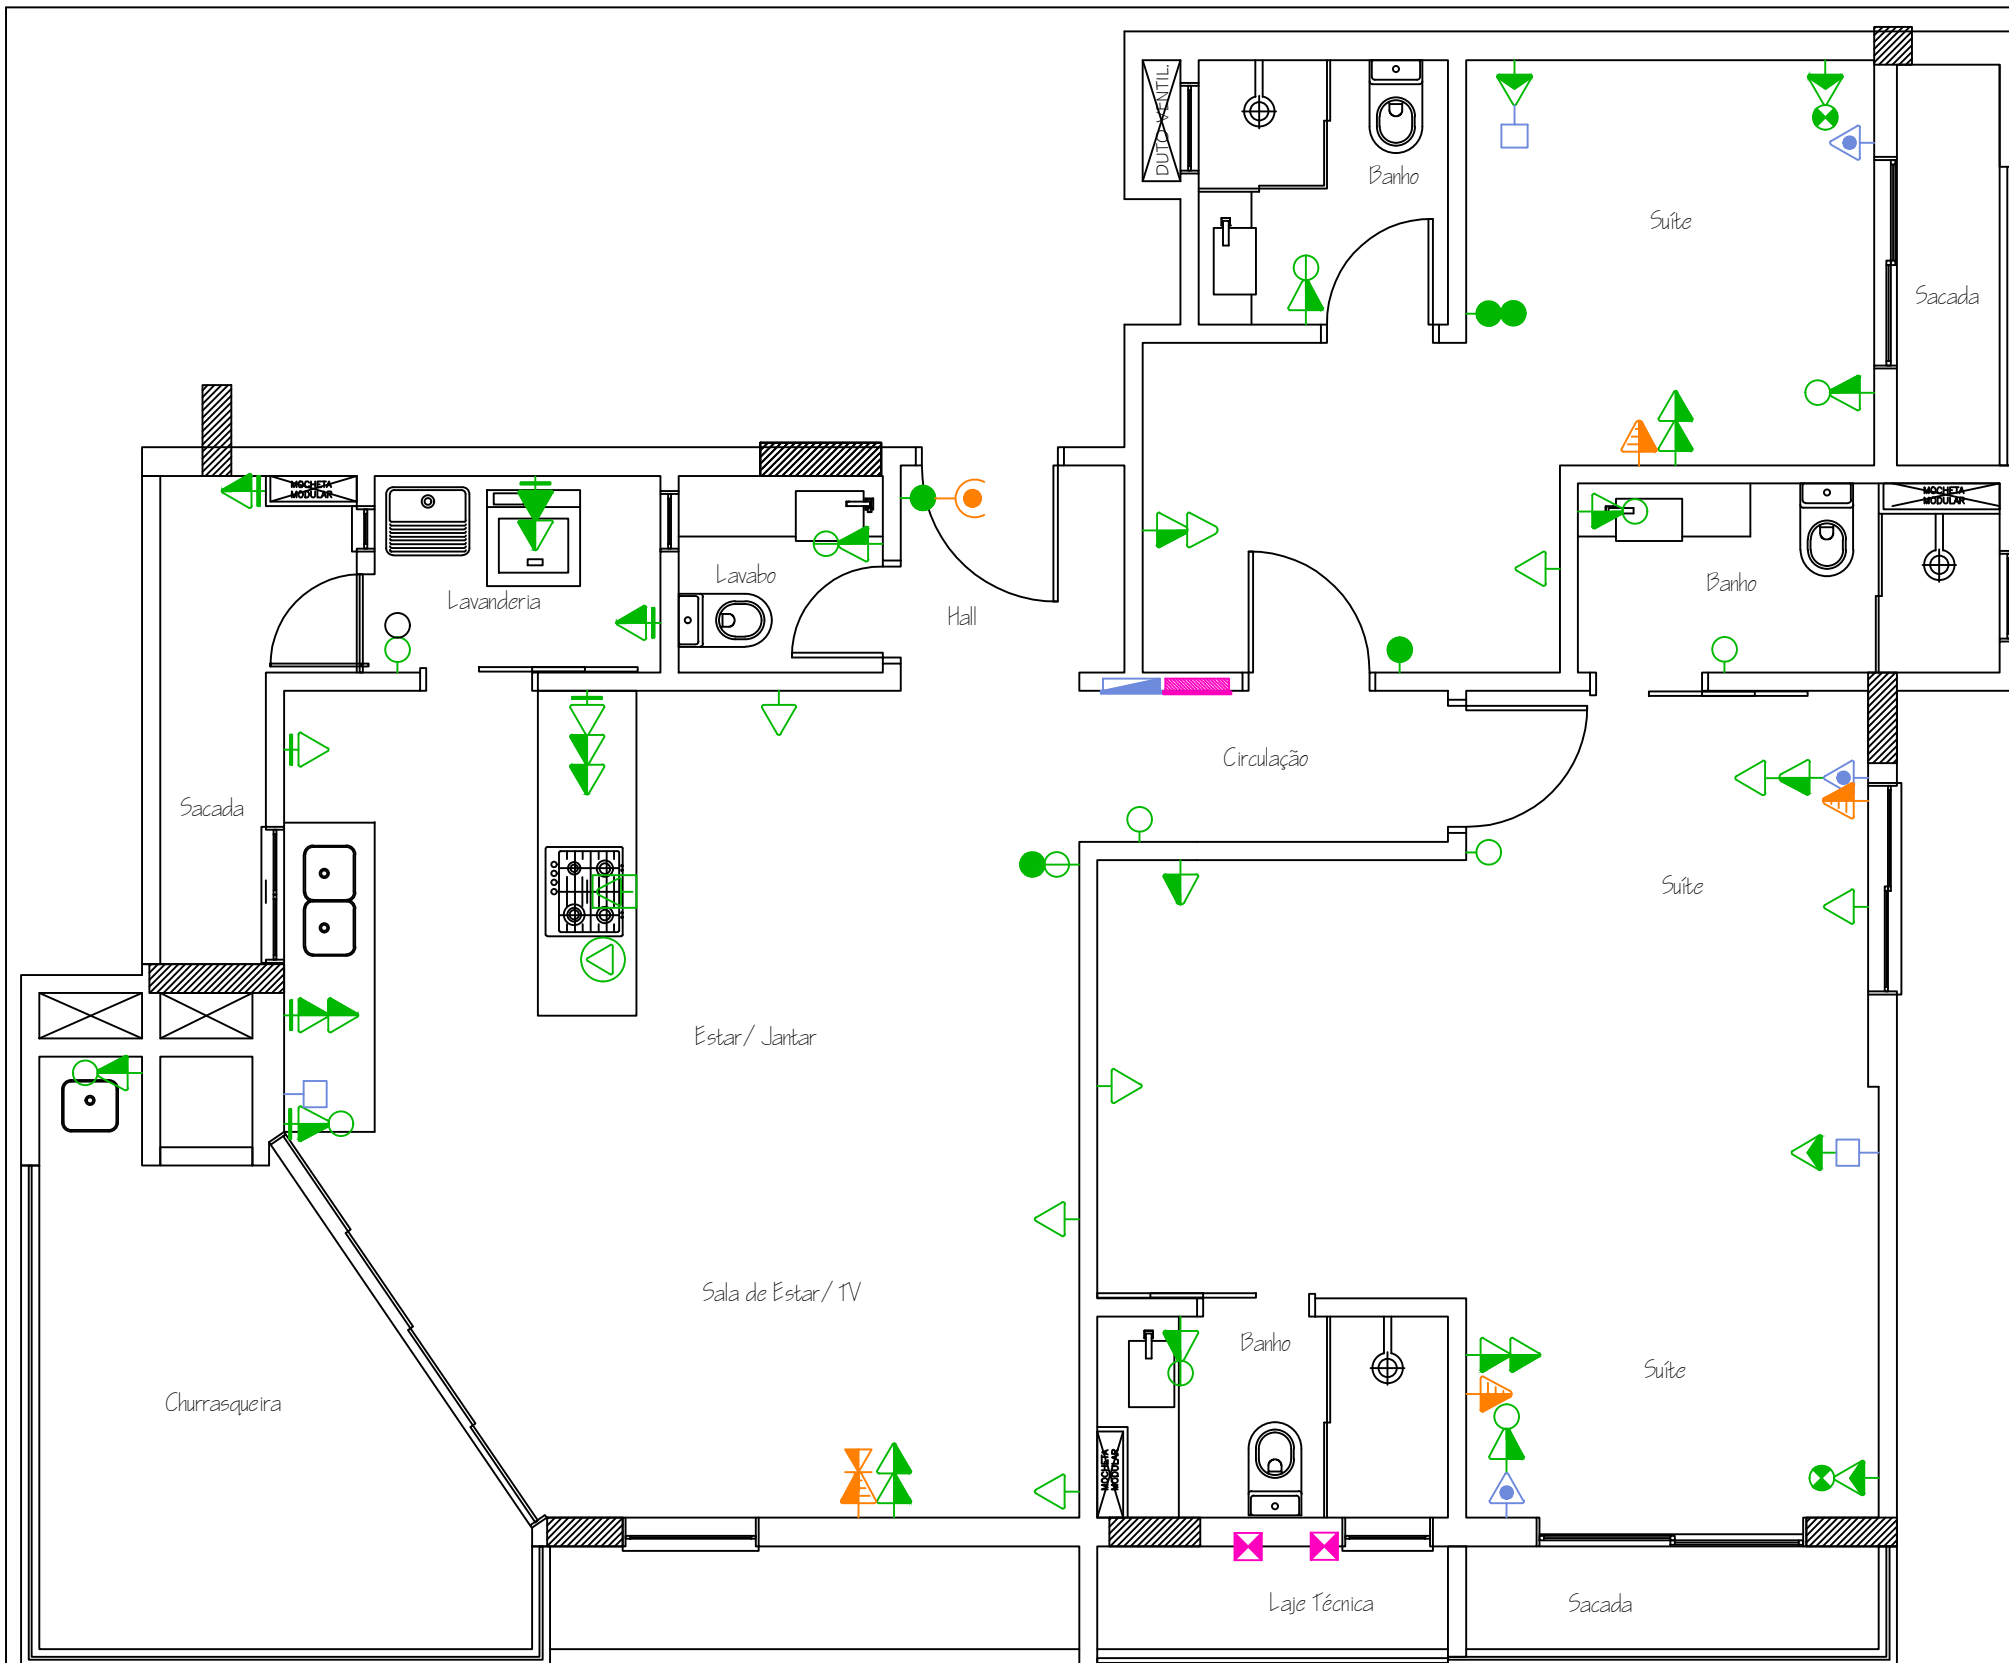 DUTO VENTIL.
Banho
Suíte
Sacada
MOCHETA
MODULAR
MOCHETA
MODULAR
Lavabo
Lavanderia
Banho
Hall
Circulação
Sacada
Suíte
Estar/ Jantar
Sala de Estar/ TV
Banho
Suíte
Churrasqueira
MOCHETA
MODULAR
Laje Técnica
Sacada